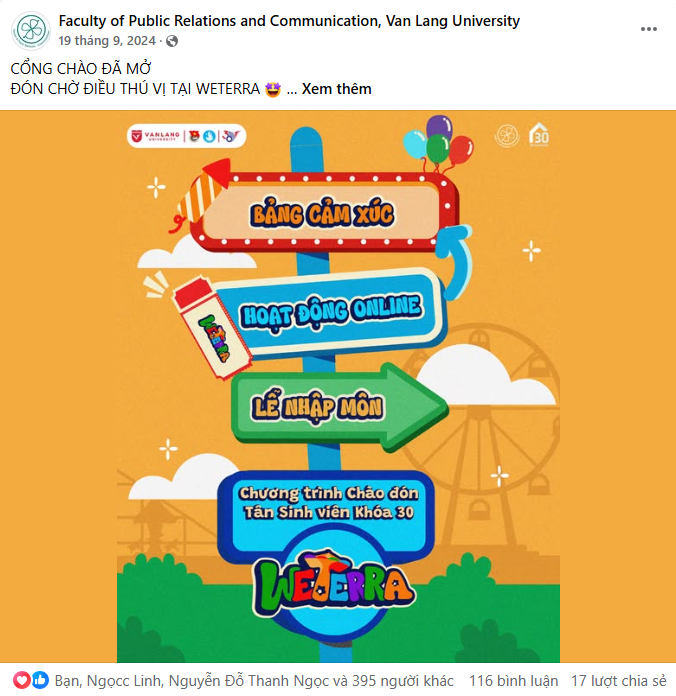 Faculty of Public Relations and Communication, Van Lang University
19 tháng 9, 2024
CỔNG CHÀO ĐÃ MỞ
ĐÓN CHỜ ĐIỀU THÚ VỊ TẠI WETERRA 🤩 ... Xem thêm
VANLANG
UNIVERSITY
30
BẢNG CẢM XÚC
HOẠT ĐỘNG ONLINE
WETERRA
LỄ NHẬP MÔN
Chương trình Chào đón
Tân Sinh viên Khóa 30
WETERRA
Bạn, Ngọcc Linh, Nguyễn Đỗ Thanh Ngọc và 395 người khác 116 bình luận 17 lượt chia sẻ